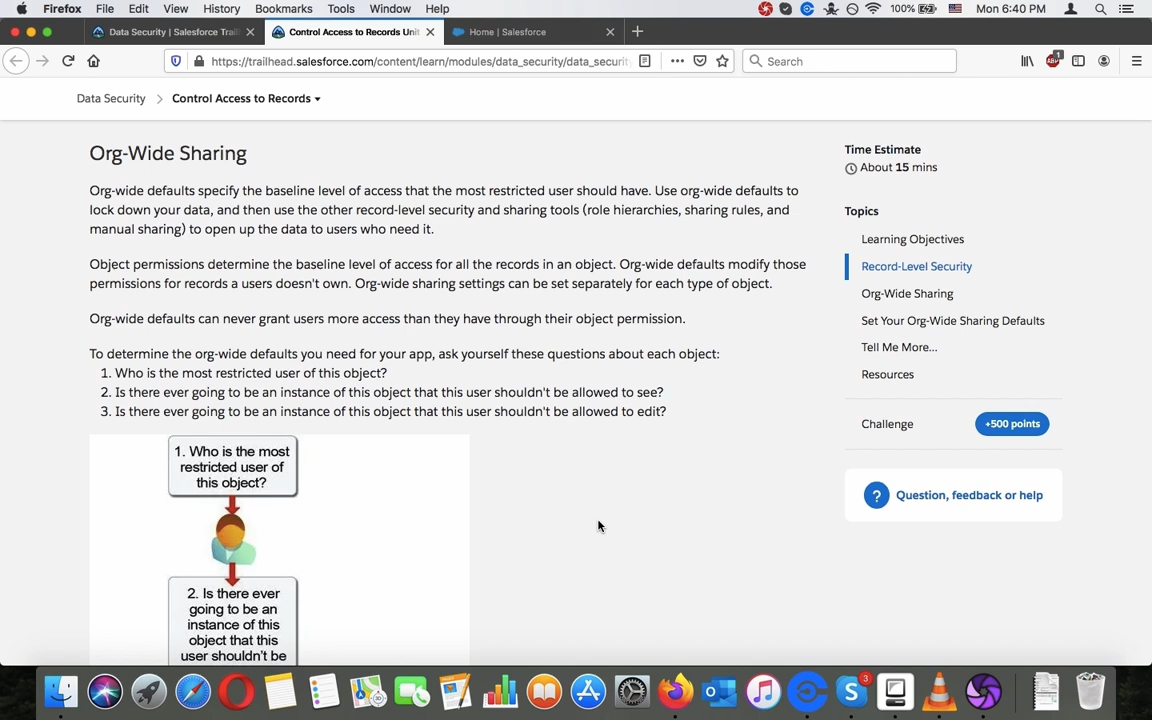 Firefox File Edit View History Bookmarks Tools Window Help 100% Mon 6:40 PM
Data Security | Salesforce Trail Control Access to Records Unit Home | Salesforce
https://trailhead.salesforce.com/content/learn/modules/data_security/data_securit Search
ABP 1
Data Security > Control Access to Records
Org-Wide Sharing
Org-wide defaults specify the baseline level of access that the most restricted user should have. Use org-wide defaults to
lock down your data, and then use the other record-level security and sharing tools (role hierarchies, sharing rules, and
manual sharing) to open up the data to users who need it.
Object permissions determine the baseline level of access for all the records in an object. Org-wide defaults modify those
permissions for records a users doesn't own. Org-wide sharing settings can be set separately for each type of object.
Org-wide defaults can never grant users more access than they have through their object permission.
To determine the org-wide defaults you need for your app, ask yourself these questions about each object:
1. Who is the most restricted user of this object?
2. Is there ever going to be an instance of this object that this user shouldn't be allowed to see?
3. Is there ever going to be an instance of this object that this user shouldn't be allowed to edit?
1. Who is the most
restricted user of
this object?
2. Is there ever
going to be an
instance of this
object that this
user shouldn't be
Time Estimate
About 15 mins
Topics
Learning Objectives
Record-Level Security
Org-Wide Sharing
Set Your Org-Wide Sharing Defaults
Tell Me More...
Resources
Challenge +500 points
? Question, feedback or help
3